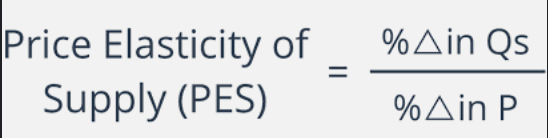 Price Elasticity of
Supply (PES)
=
%△in Qs
%△in P